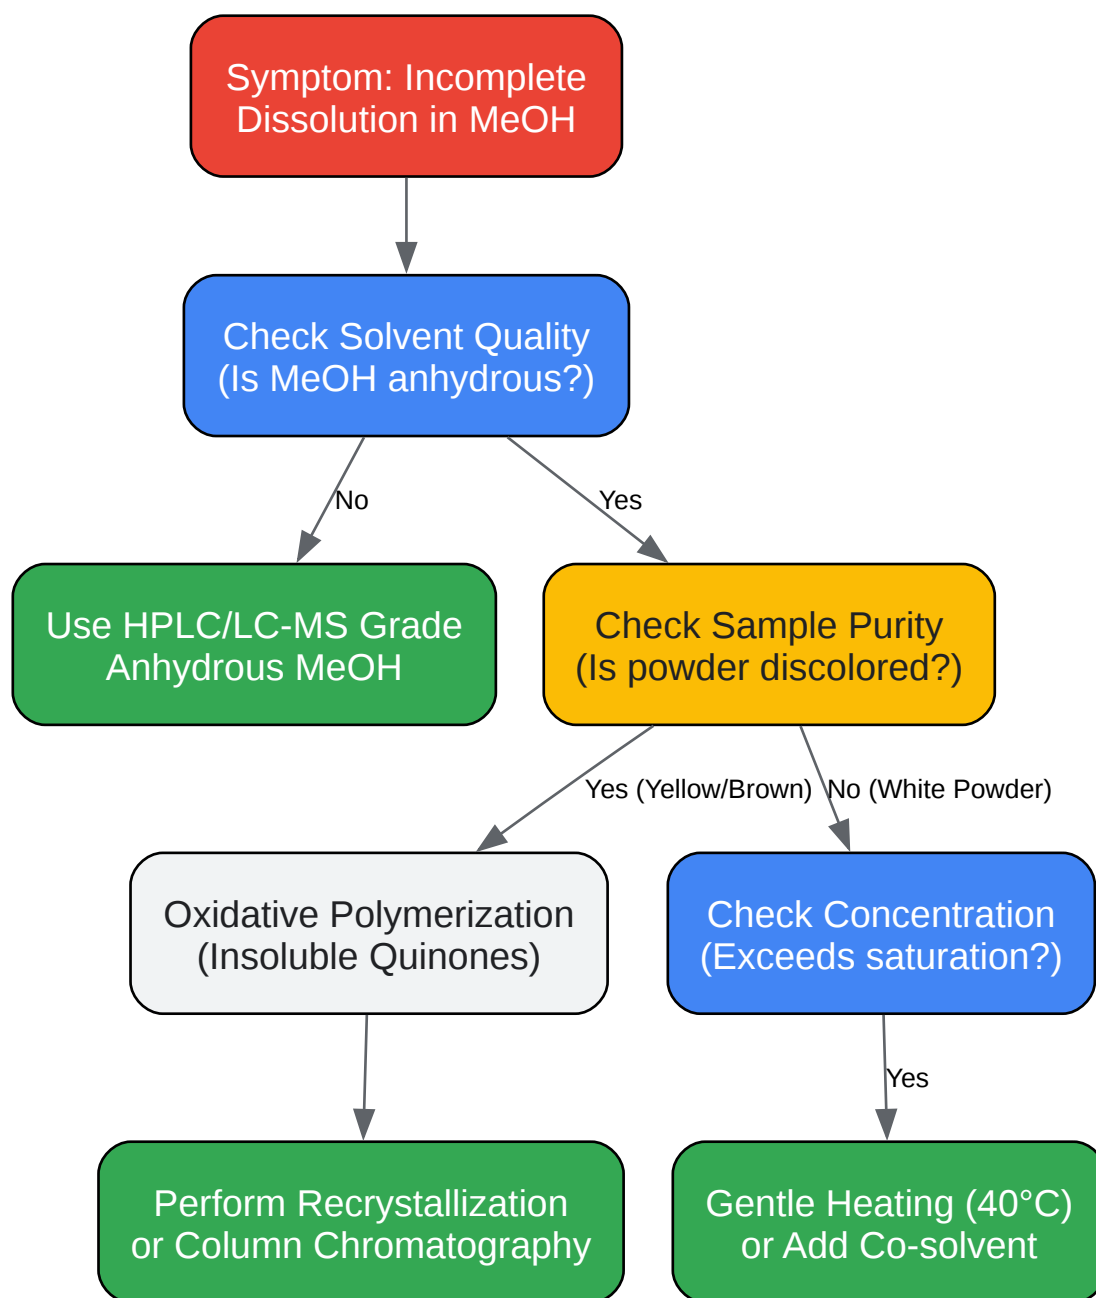 Symptom: Incomplete
Dissolution in MeOH
Check Solvent Quality
(Is MeOH anhydrous?)
No
Yes
Use HPLC/LC-MS Grade
Anhydrous MeOH
Check Sample Purity
(Is powder discolored?)
Yes (Yellow/Brown)
No (White Powder)
Oxidative Polymerization
(Insoluble Quinones)
Check Concentration
(Exceeds saturation?)
Yes
Perform Recrystallization
or Column Chromatography
Gentle Heating (40°C)
or Add Co-solvent